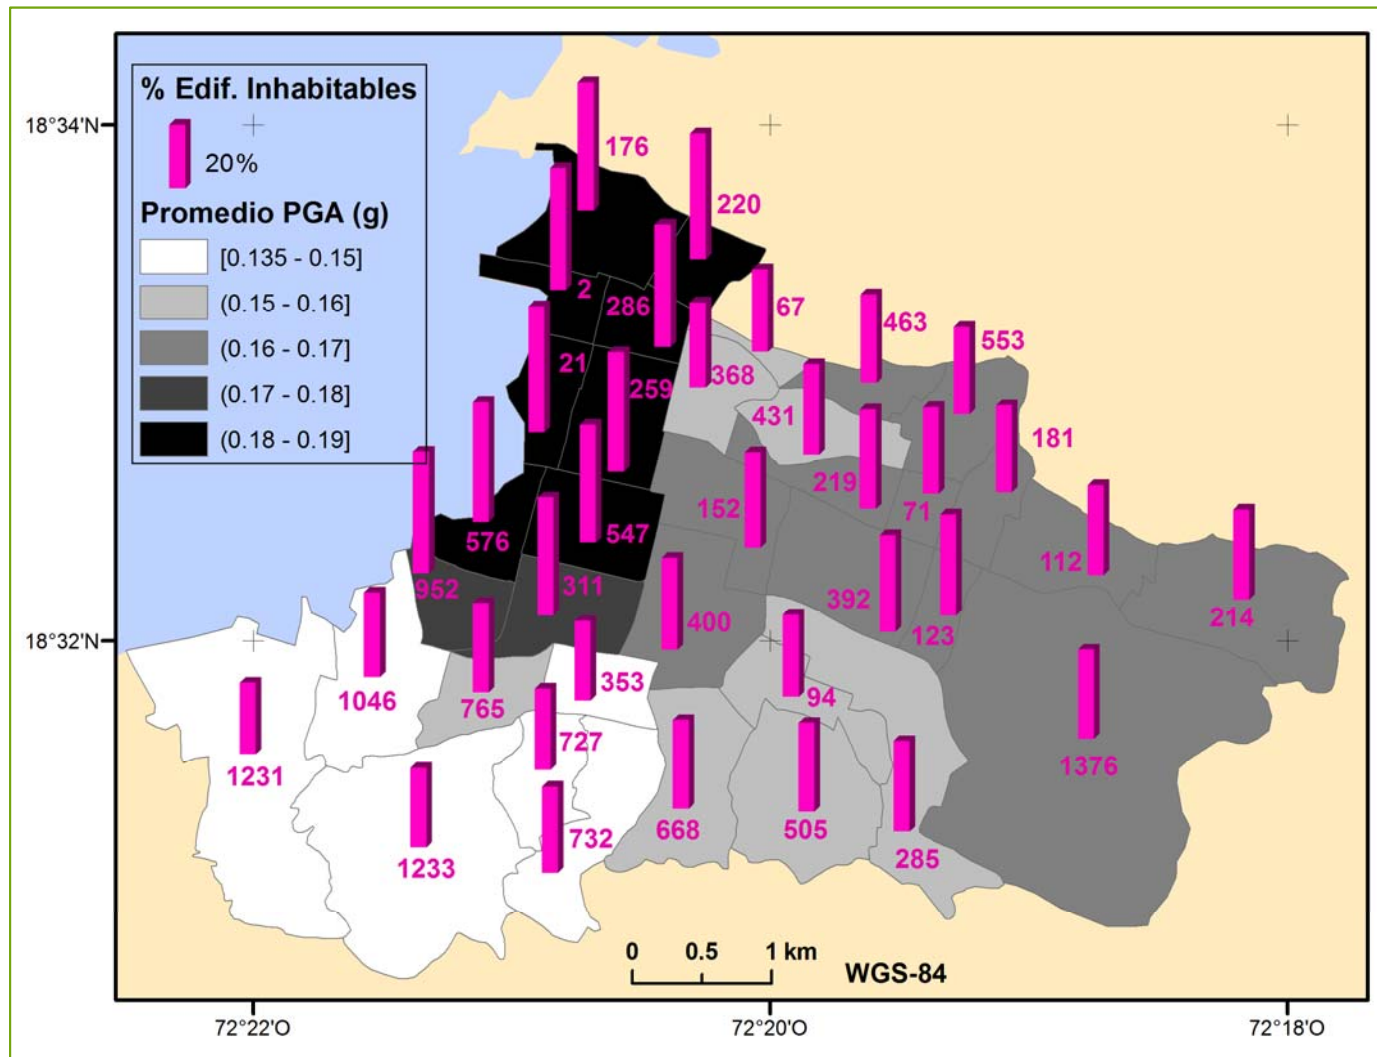 % Edif. Inhabitables
20%
Promedio PGA (g)
[0.135 - 0.15]
(0.15 - 0.16]
(0.16 - 0.17]
(0.17 - 0.18]
(0.18 - 0.19]
18°34'N
18°32'N
176
220
2
286
67
463
553
21
259
368
431
181
219
71
152
576
547
112
952
311
392
123
214
400
1046
765
353
94
727
1231
1376
668
505
732
285
1233
0 0.5 1 km
WGS-84
72°22'O
72°20'O
72°18'O